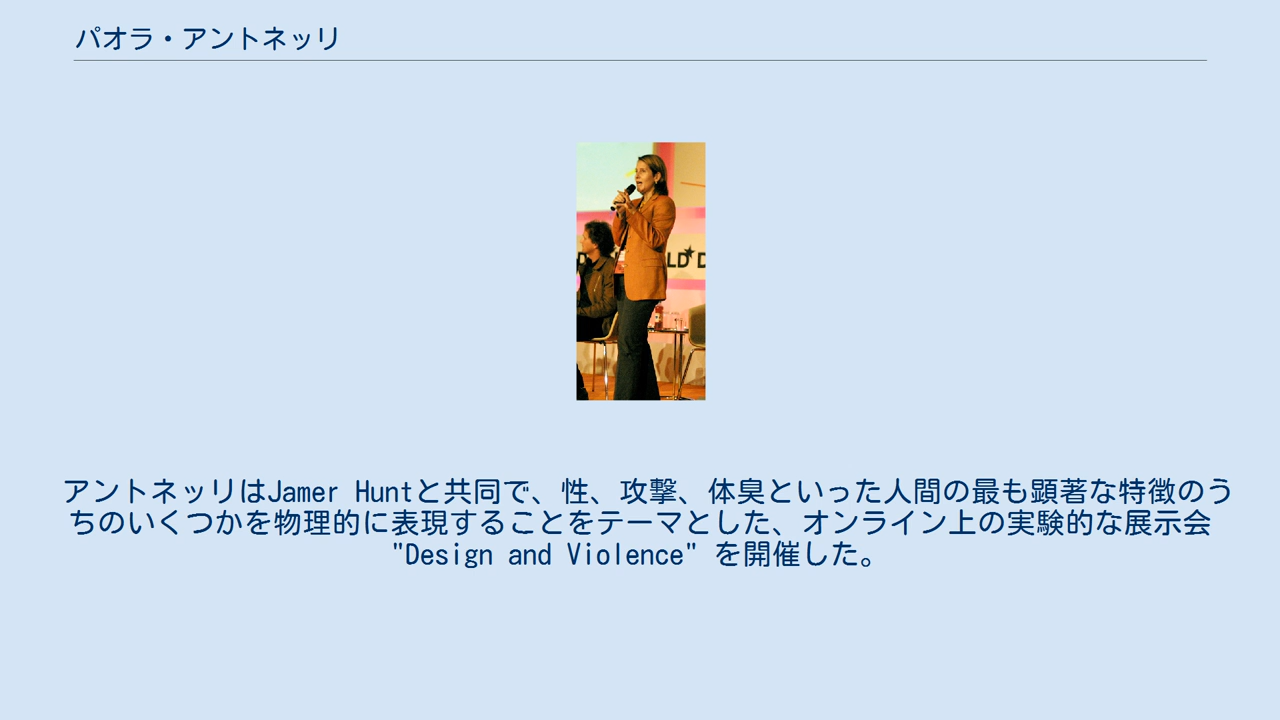 パオラ・アントネッリ
LD D
アントネッリはJamer Huntと共同で、性、攻撃、体臭といった人間の最も顕著な特徴のう
ちのいくつかを物理的に表現することをテーマとした、オンライン上の実験的な展示会
"Design and Violence" を開催した。